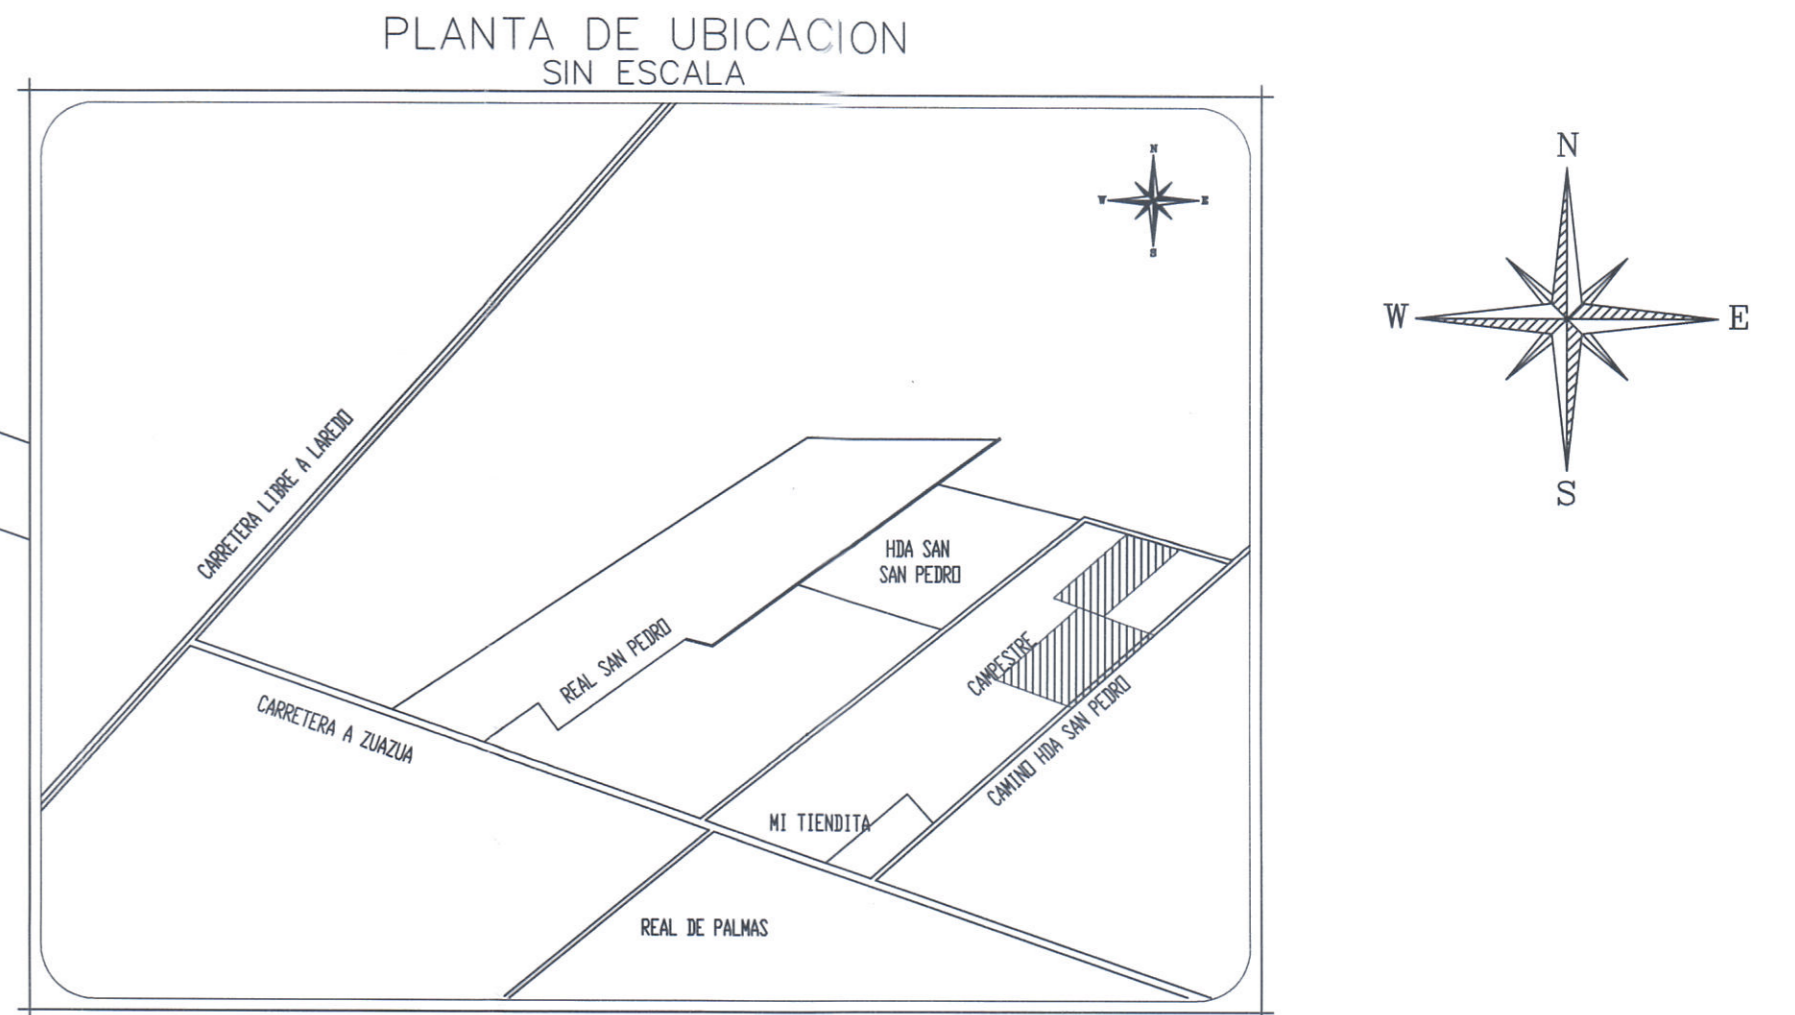 PLANTA DE UBICACION
SIN ESCALA
N
W E
S
N
W E
S
CARRETERA LIBRE A LAREDO
HDA SAN
SAN PEDRO
REAL SAN PEDRO
CAMPESTRE
CARRETERA A ZUAZUA
CAMINO HDA SAN PEDRO
MI TIENDITA
REAL DE PALMAS